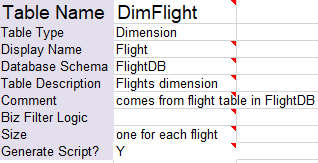 Table Name DimFlight
Table Type Dimension
Display Name Flight
Database Schema FlightDB
Table Description Flights dimension
Comment comes from flight table in FlightDB
Biz Filter Logic
Size one for each flight
Generate Script? Y